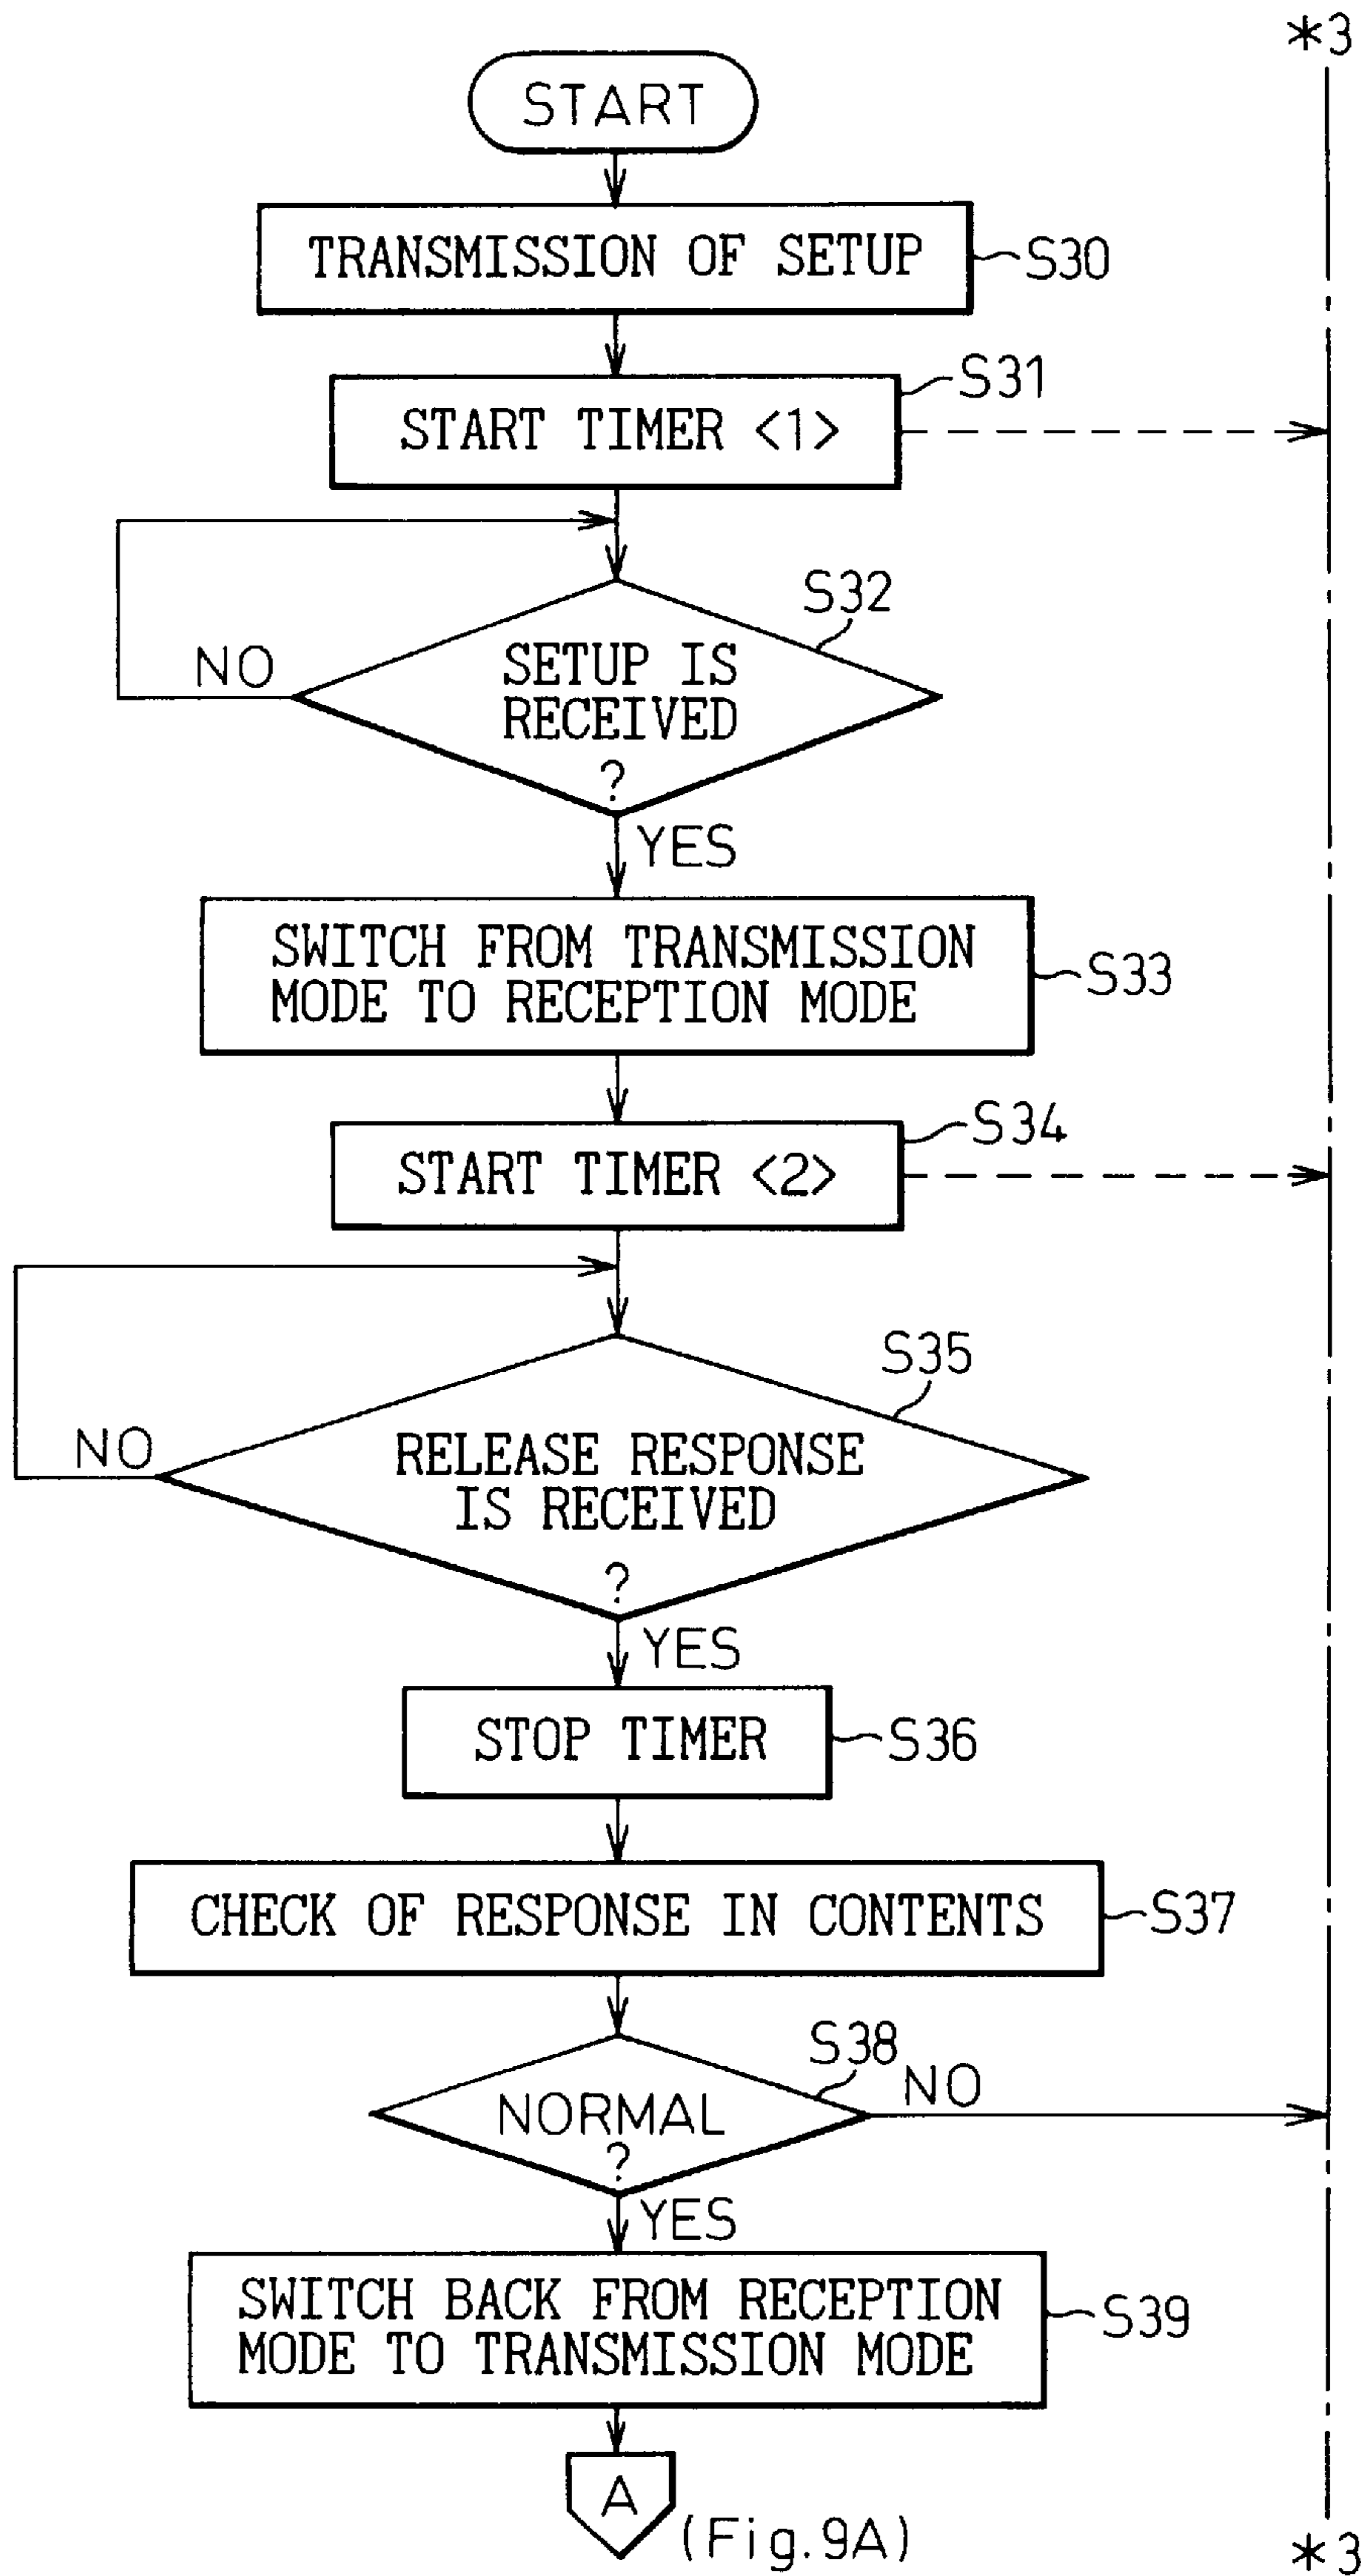 *3
START
TRANSMISSION OF SETUP
S30
S31
START TIMER <1>
S32
SETUP IS
RECEIVED
?
NO
YES
SWITCH FROM TRANSMISSION
MODE TO RECEPTION MODE
S33
S34
START TIMER <2>
S35
RELEASE RESPONSE
IS RECEIVED
?
NO
YES
STOP TIMER
S36
CHECK OF RESPONSE IN CONTENTS
S37
S38
NORMAL
?
NO
YES
SWITCH BACK FROM RECEPTION
MODE TO TRANSMISSION MODE
S39
A
(Fig.9A)
*3